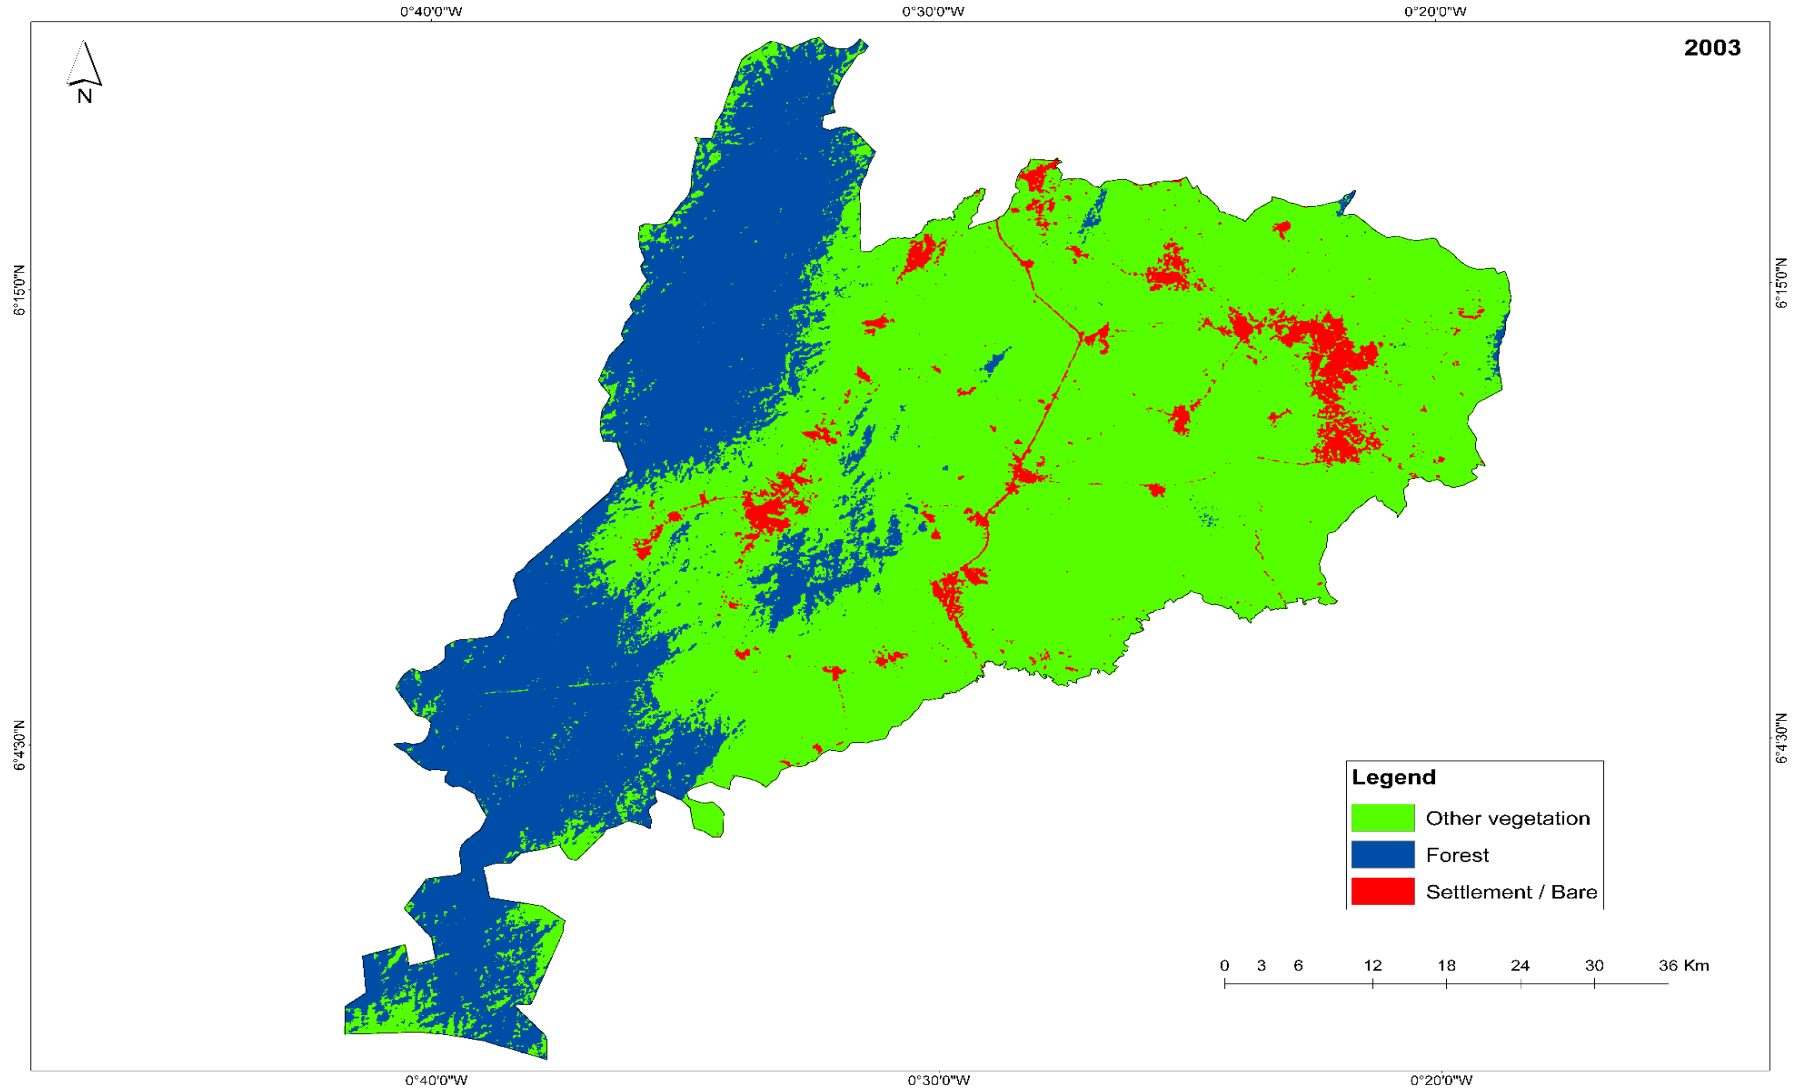 0°40'0"W 0°30'0"W 0°20'0"W
2003
N
6°15'0"N 6°15'0"N
6°4'30"N 6°4'30"N
Legend
Other vegetation
Forest
Settlement / Bare
0 3 6 12 18 24 30 36 Km
0°40'0"W 0°30'0"W 0°20'0"W